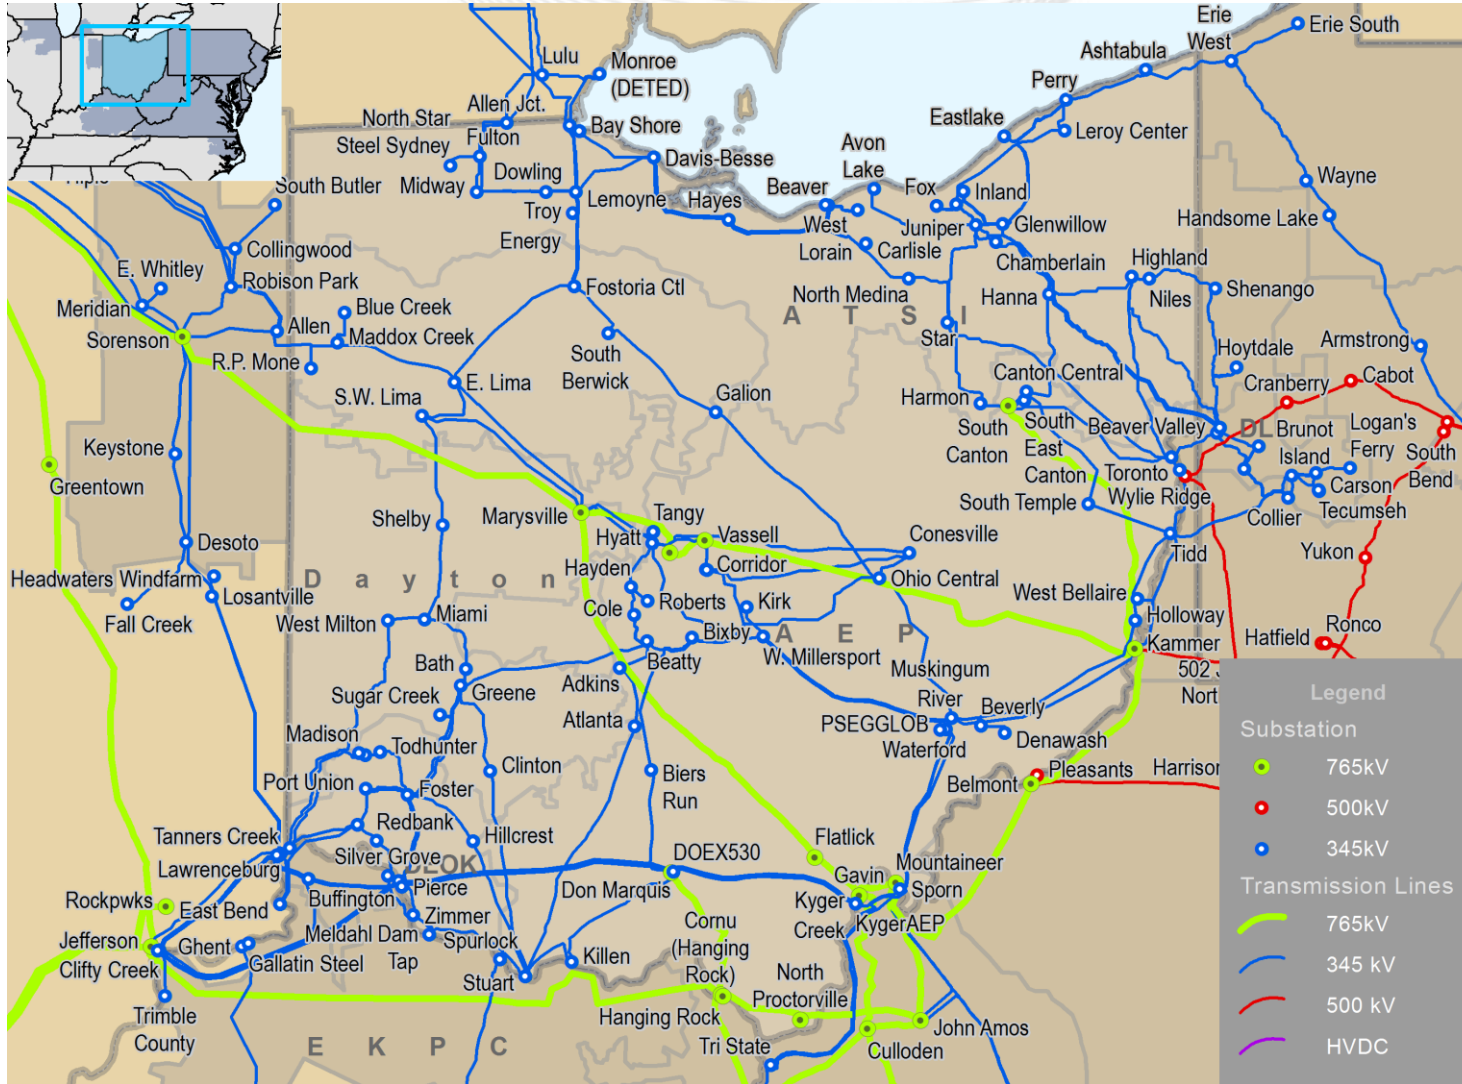 Erie
West
Erie South
Ashtabula
Lulu
Monroe
(DETED)
Perry
Allen Jct.
North Star
Fulton
Bay Shore
Eastlake
Leroy Center
Steel Sydney
Avon
Lake
Davis-Besse
Dowling
Midway
South Butler
Lemoyne
Hayes
Beaver
Fox
Inland
Wayne
Troy
Energy
West
Lorain
Carlisle
Juniper
Glenwillow
Handsome Lake
Collingwood
E. Whitley
Robison Park
Fostoria Ctl
North Medina
Chamberlain
Highland
Hanna
Niles
Shenango
Meridian
Blue Creek
A T S I
Sorenson
Allen
Maddox Creek
Star
Armstrong
R.P. Mone
South
Berwick
Hoytdale
E. Lima
Canton Central
Cranberry
Cabot
S.W. Lima
Galion
Harmon
South
Canton
South
East
Canton
Beaver Valley
DL
Brunot
Island
Logan's
Ferry
South
Bend
Keystone
Greentown
Toronto
Wylie Ridge
Carson
South Temple
Collier
Tecumseh
Shelby
Marysville
Tangy
Hyatt
Vassell
Conesville
Desoto
Tidd
Yukon
Headwaters Windfarm
D a y t o n
Hayden
Corridor
Ohio Central
Losantville
West Bellaire
Fall Creek
West Milton
Miami
Cole
Roberts
Kirk
Holloway
Bixby
A E P
Kammer
Hatfield
Ronco
W. Millersport
Beatty
Bath
Muskingum
River
502 J
Nort
Sugar Creek
Greene
Adkins
Beverly
Legend
Substation
765kV
500kV
345kV
Transmission Lines
765kV
345 kV
500 kV
HVDC
Atlanta
PSEGGLOB
Waterford
Denawash
Madison
Todhunter
Port Union
Foster
Clinton
Biers
Run
Pleasants
Harrison
Belmont
Tanners Creek
Redbank
Hillcrest
Flatlick
Lawrenceburg
Silver Grove
DEOK
DOEX530
Mountaineer
Gavin
Sporn
Rockpwks
East Bend
Buffington
Pierce
Don Marquis
Kyger
Creek
KygerAEP
Zimmer
Jefferson
Ghent
Meldahl Dam
Tap
Spurlock
Cornu
(Hanging
Rock)
Clifty Creek
Gallatin Steel
Killen
North
Proctorville
Stuart
Trimble
County
Hanging Rock
John Amos
E K P C
Tri State
Culloden